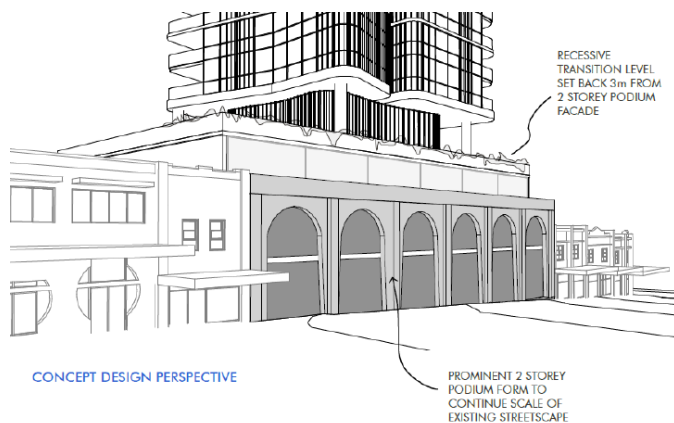 RECESSIVE
TRANSITION LEVEL
SET BACK 3m FROM
2 STOREY PODIUM
FACADE
CONCEPT DESIGN PERSPECTIVE
PROMINENT 2 STOREY
PODIUM FORM TO
CONTINUE SCALE OF
EXISTING STREETSCAPE